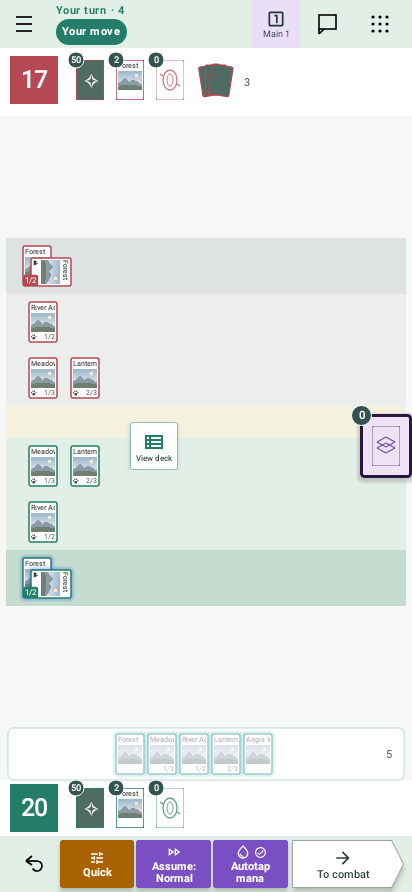 Your turn · 4
Your move
1
Main 1
17
50
2
Forest
0
3
Forest
Forest
1/2
River Ac
1/2
Meadow
1/3
Lantern
2/3
0
View deck
Meadow
1/3
Lantern
2/3
River Ac
1/2
Forest
Forest
1/2
Forest
Meadow
1/3
River Ac
1/2
Lantern
2/3
Aegis
5
20
50
2
Forest
0
Quick
Assume:
Normal
Autotap
mana
To combat